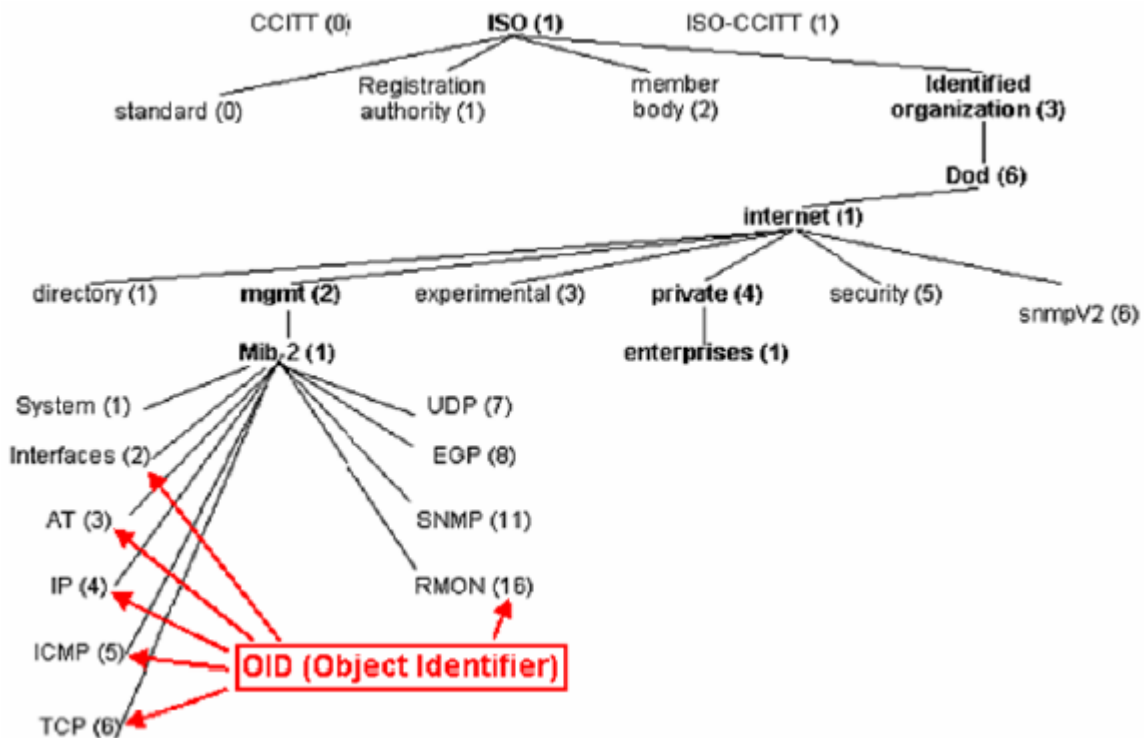 CCITT (0) ISO (1) ISO-CCITT (1)
standard (0)
Registration
authority (1)
member
body (2)
Identified
organization (3)
Dod (6)
internet (1)
directory (1) mgmt (2) experimental (3) private (4) security (5) snmpV2 (6)
Mib-2 (1) enterprises (1)
System (1) UDP (7)
Interfaces (2) EGP (8)
AT (3) SNMP (11)
IP (4) RMON (16)
ICMP (5) OID (Object Identifier)
TCP (6)